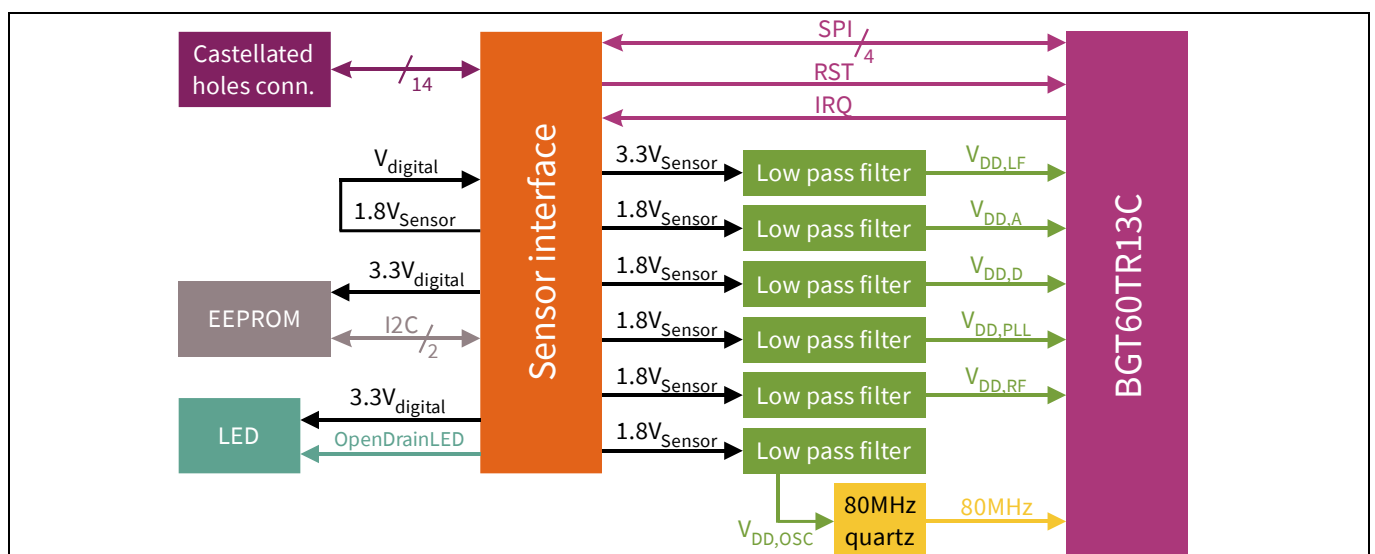 Castellated
holes conn.
14
SPI
4
RST
IRQ
Sensor interface
BGT60TR13C
Vdigital
1.8VSensor
3.3VSensor
Low pass filter
VDD,LF
1.8VSensor
Low pass filter
VDD,A
1.8VSensor
Low pass filter
VDD,D
1.8VSensor
Low pass filter
VDD,PLL
1.8VSensor
Low pass filter
VDD,RF
1.8VSensor
Low pass filter
EEPROM
3.3Vdigital
I2C
2
LED
3.3Vdigital
OpenDrainLED
VDD,OSC
80MHz
quartz
80MHz